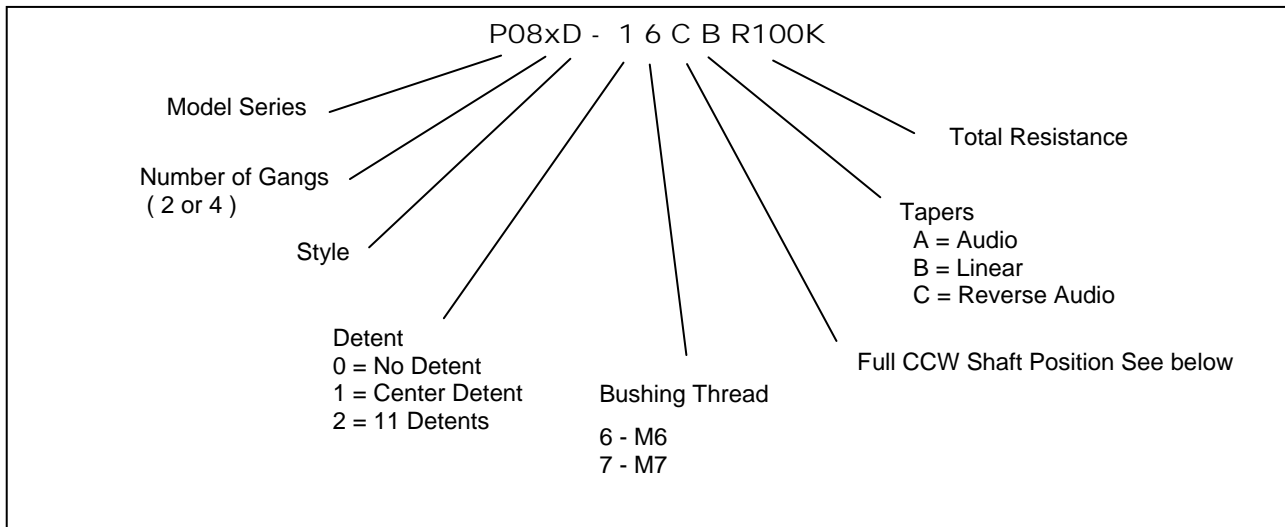 P08xD - 1 6 C B R100K
Model Series
Total Resistance
Number of Gangs
( 2 or 4 )
Tapers
A = Audio
B = Linear
C = Reverse Audio
Style
Detent
0 = No Detent
1 = Center Detent
2 = 11 Detents
Bushing Thread
6 - M6
7 - M7
Full CCW Shaft Position See below